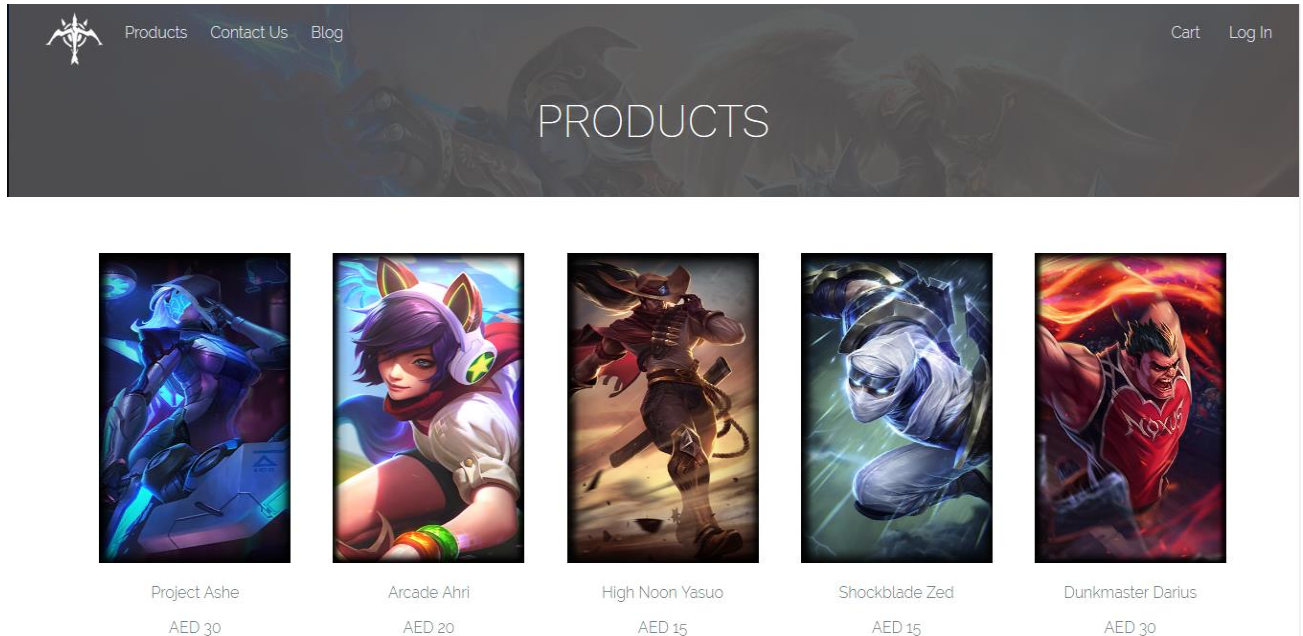 Products Contact Us Blog Cart Log In
PRODUCTS
NOXUS
Project Ashe Arcade Ahri High Noon Yasuo Shockblade Zed Dunkmaster Darius
AED 30 AED 20 AED 15 AED 15 AED 30